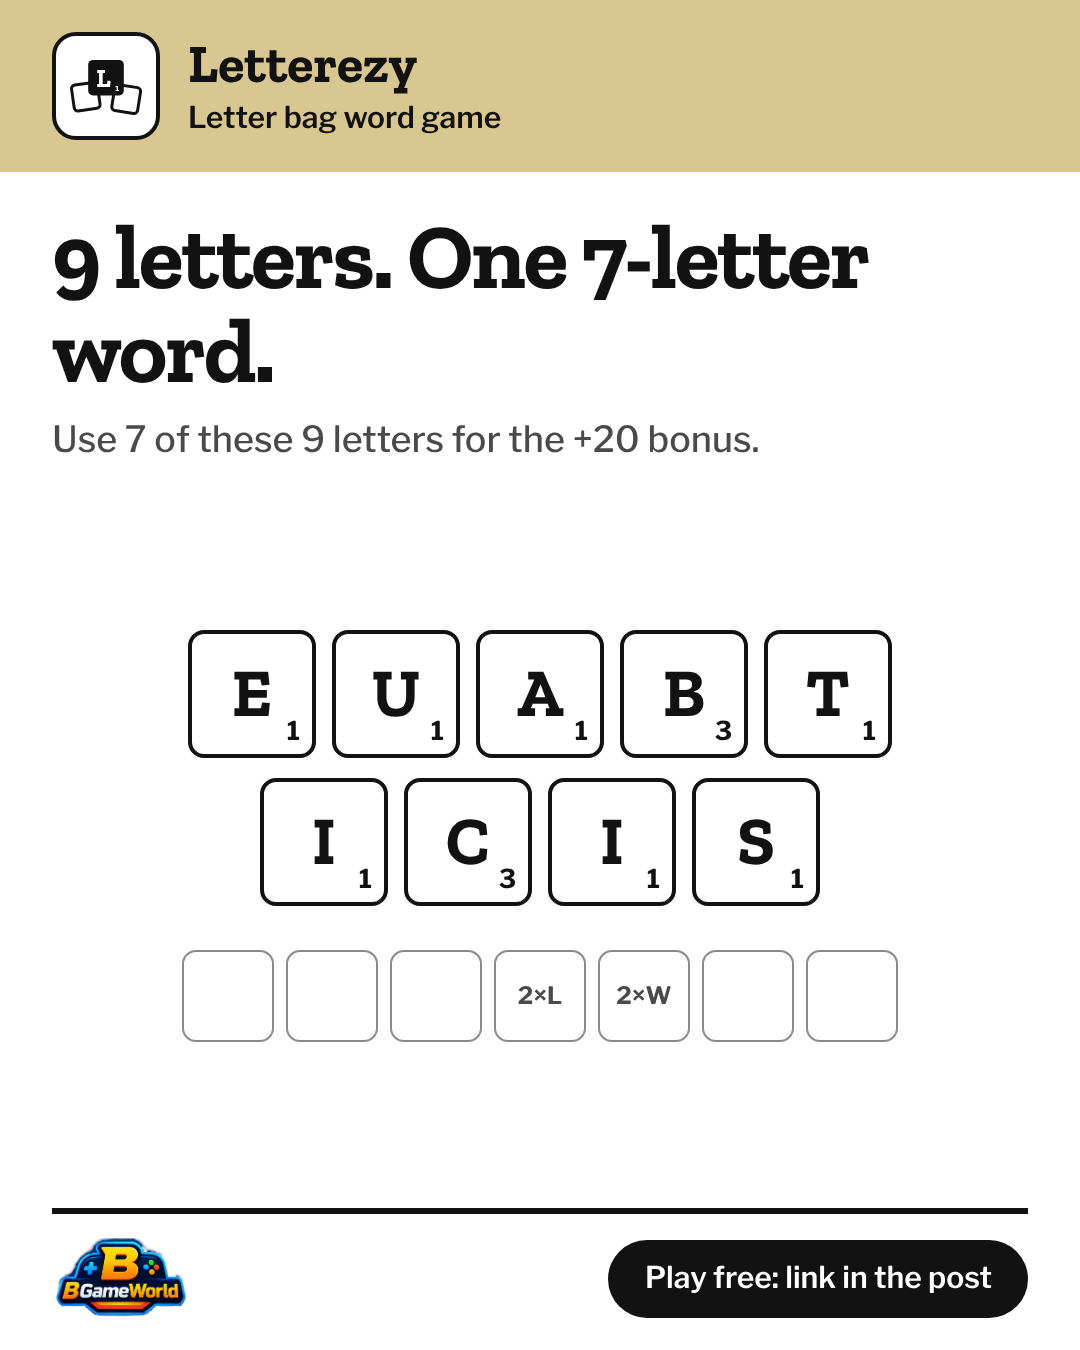 L 1
Letterezy
Letter bag word game
9 letters. One 7-letter
word.
Use 7 of these 9 letters for the +20 bonus.
E 1 U 1 A 1 B 3 T 1
I 1 C 3 I 1 S 1
2×L 2×W
B
BGameWorld
Play free: link in the post